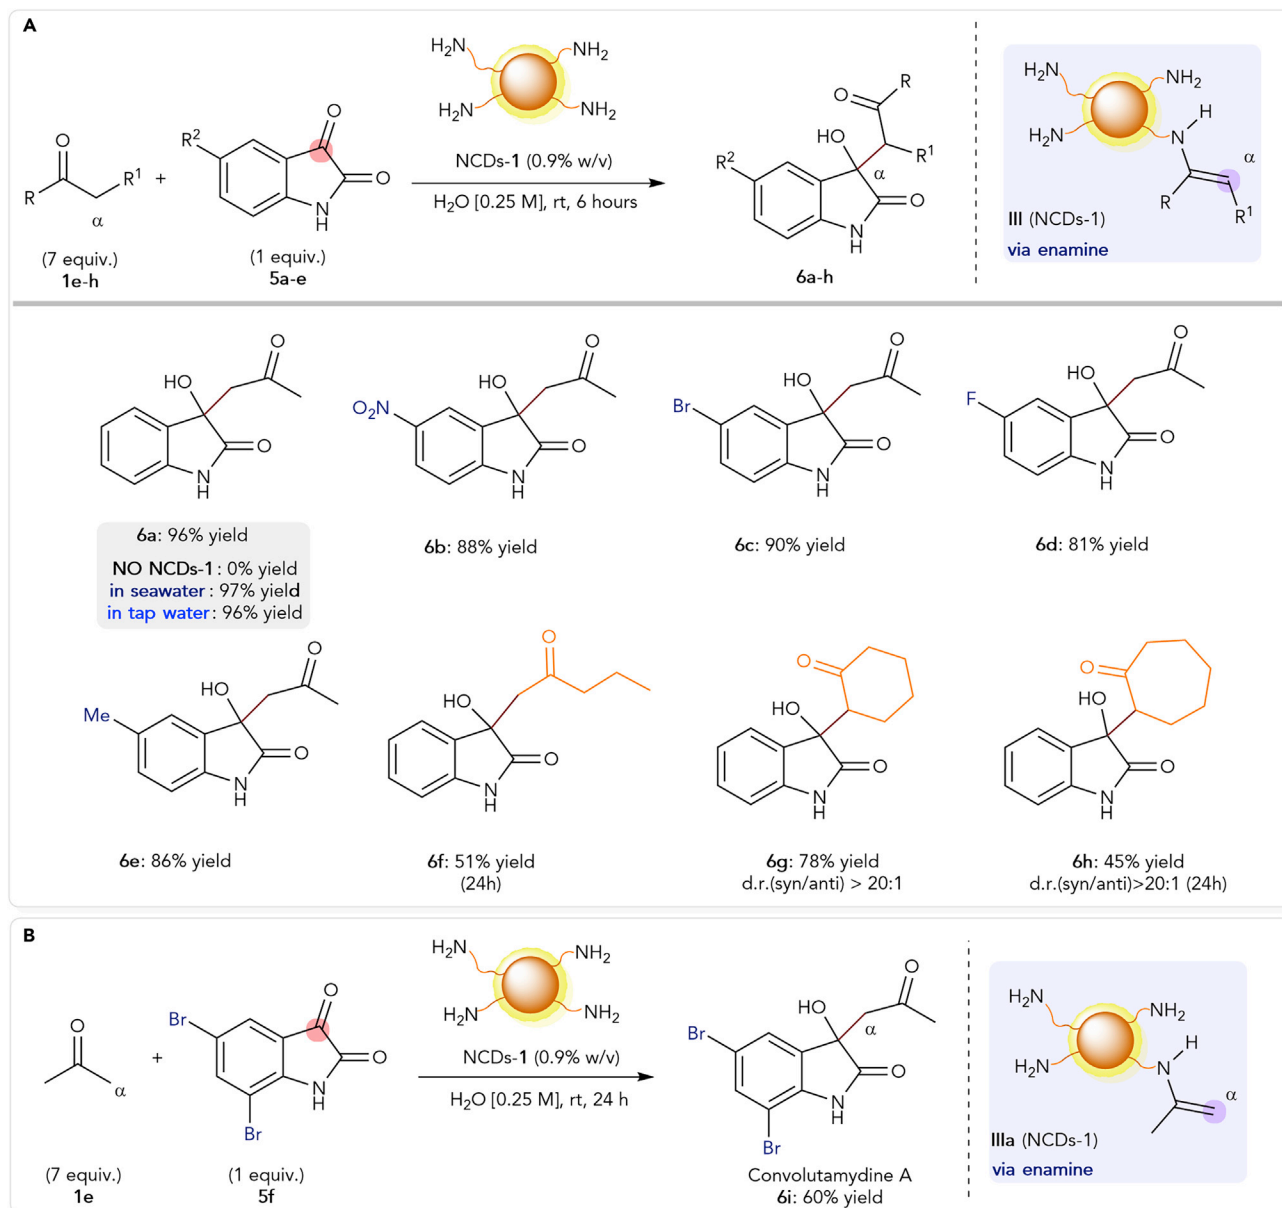 A
H2N
NH2
H2N
NH2
O
R
R1
α
+
R2
O
O
N
H
NCDs-1 (0.9% w/v)
H2O [0.25 M], rt, 6 hours
O
R
HO
R1
R2
α
O
N
H
H2N
NH2
H2N
H
N
α
R
R1
III (NCDs-1)
via enamine
(7 equiv.)
1e-h
(1 equiv.)
5a-e
6a-h
O
HO
O
N
H
6a: 96% yield
NO NCDs-1 : 0% yield
in seawater : 97% yield
in tap water : 96% yield
O
HO
O2N
O
N
H
6b: 88% yield
O
HO
Br
O
N
H
6c: 90% yield
O
HO
F
O
N
H
6d: 81% yield
O
HO
Me
O
N
H
6e: 86% yield
O
HO
O
N
H
6f: 51% yield
(24h)
O
HO
O
N
H
6g: 78% yield
d.r.(syn/anti) > 20:1
O
HO
O
N
H
6h: 45% yield
d.r.(syn/anti)>20:1 (24h)
B
H2N
NH2
H2N
NH2
O
α
+
Br
O
O
N
H
Br
NCDs-1 (0.9% w/v)
H2O [0.25 M], rt, 24 h
O
HO
α
Br
O
N
H
Br
H2N
NH2
H2N
H
N
α
IIIa (NCDs-1)
via enamine
(7 equiv.)
1e
(1 equiv.)
5f
Convolutamydine A
6i: 60% yield